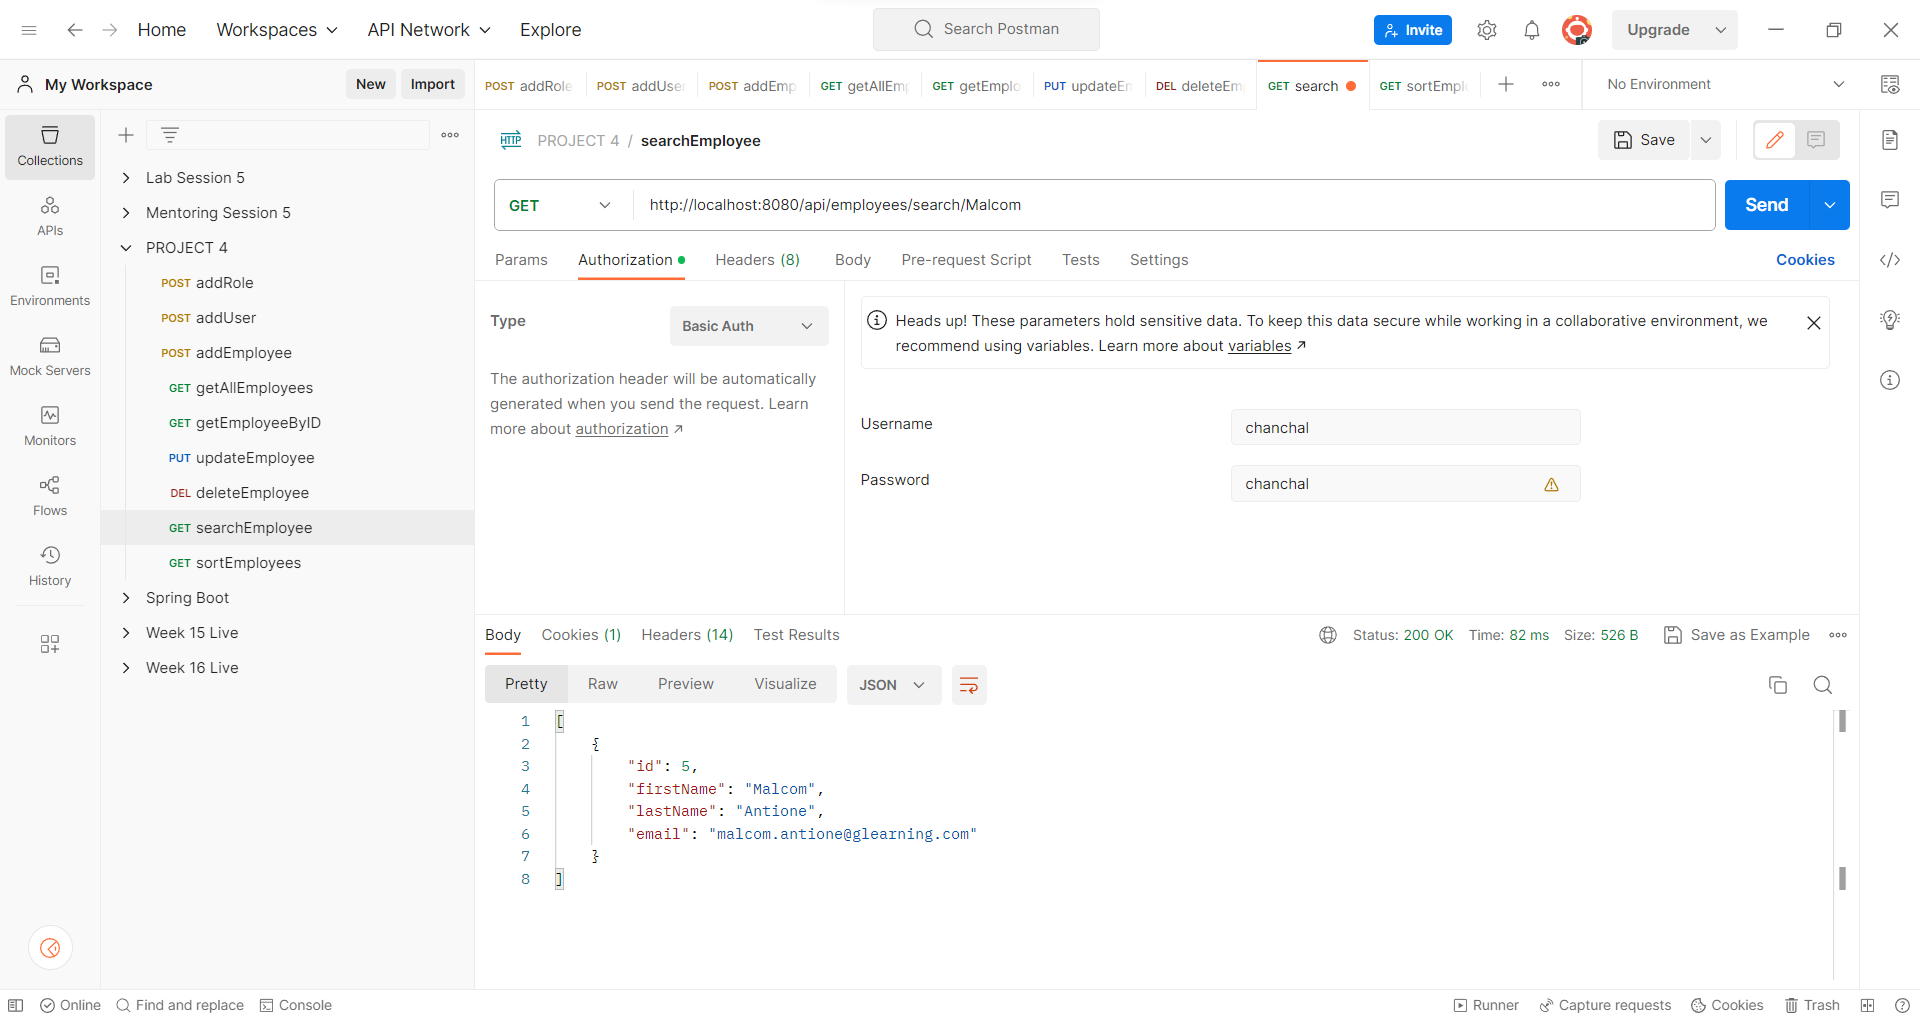 Home Workspaces API Network Explore Search Postman Invite Upgrade
My Workspace New Import
POST addRole POST addUser POST addEmp GET getAllEmp GET getEmplo PUT updateEm DEL deleteEm GET search GET sortEmpl No Environment
Collections
APIs
Environments
Mock Servers
Monitors
Flows
History
Lab Session 5
Mentoring Session 5
PROJECT 4
POST addRole
POST addUser
POST addEmployee
GET getAllEmployees
GET getEmployeeByID
PUT updateEmployee
DEL deleteEmployee
GET searchEmployee
GET sortEmployees
Spring Boot
Week 15 Live
Week 16 Live
HTTP PROJECT 4 / searchEmployee Save
GET http://localhost:8080/api/employees/search/Malcom Send
Params Authorization Headers (8) Body Pre-request Script Tests Settings Cookies
Type Basic Auth
The authorization header will be automatically
generated when you send the request. Learn
more about authorization ↗
Heads up! These parameters hold sensitive data. To keep this data secure while working in a collaborative environment, we
recommend using variables. Learn more about variables ↗
Username chanchal
Password chanchal
Body Cookies (1) Headers (14) Test Results Status: 200 OK Time: 82 ms Size: 526 B Save as Example
Pretty Raw Preview Visualize JSON
1 [
2 {
3 "id": 5,
4 "firstName": "Malcom",
5 "lastName": "Antione",
6 "email": "malcom.antione@glearning.com"
7 }
8 ]
Online Find and replace Console Runner Capture requests Cookies Trash